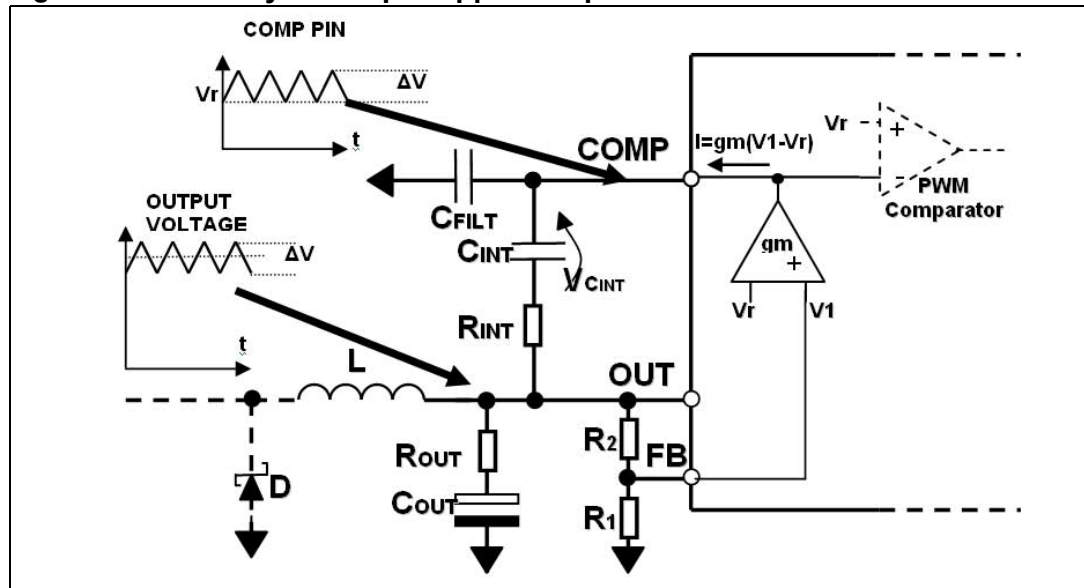 COMP PIN
Vr
ΔV
t
COMP
I=gm(V1-Vr)
Vr
+
-
PWM
Comparator
CFILT
OUTPUT
VOLTAGE
ΔV
t
CINT
VCINT
gm
+
Vr
V1
RINT
L
OUT
D
ROUT
COUT
R2
FB
R1